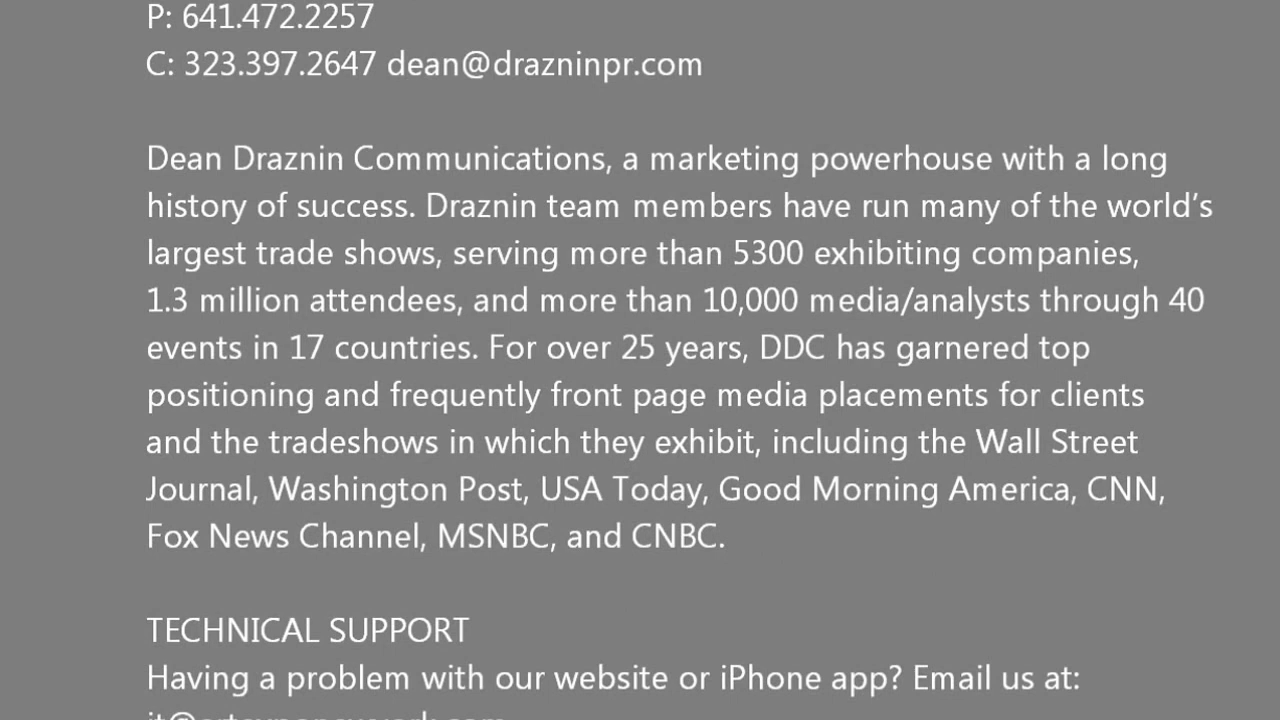 P: 641.472.2257
C: 323.397.2647 dean@drazninpr.com
Dean Draznin Communications, a marketing powerhouse with a long
history of success. Draznin team members have run many of the world’s
largest trade shows, serving more than 5300 exhibiting companies,
1.3 million attendees, and more than 10,000 media/analysts through 40
events in 17 countries. For over 25 years, DDC has garnered top
positioning and frequently front page media placements for clients
and the tradeshows in which they exhibit, including the Wall Street
Journal, Washington Post, USA Today, Good Morning America, CNN,
Fox News Channel, MSNBC, and CNBC.
TECHNICAL SUPPORT
Having a problem with our website or iPhone app? Email us at: